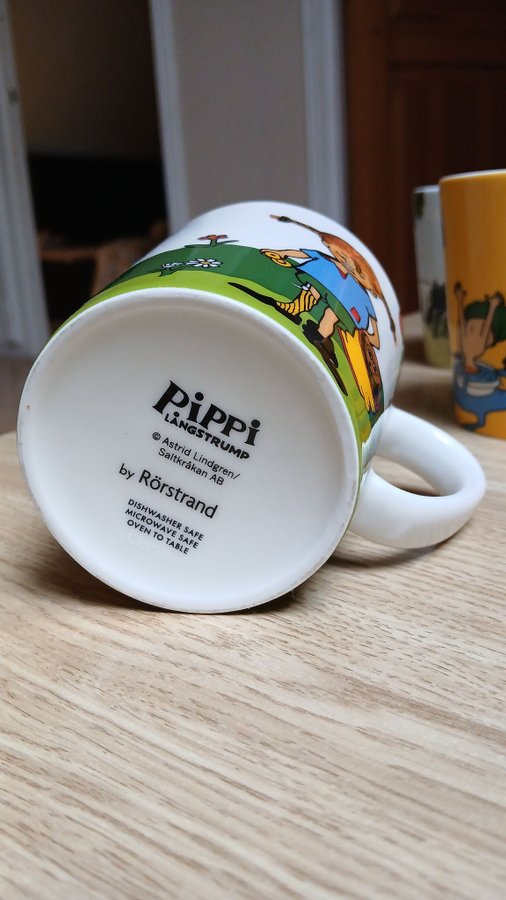 PiPPi
LÅNGSTRUMP
© Astrid Lindgren/
Saltkråkan AB
by Rörstrand
DISHWASHER SAFE
MICROWAVE SAFE
OVEN TO TABLE